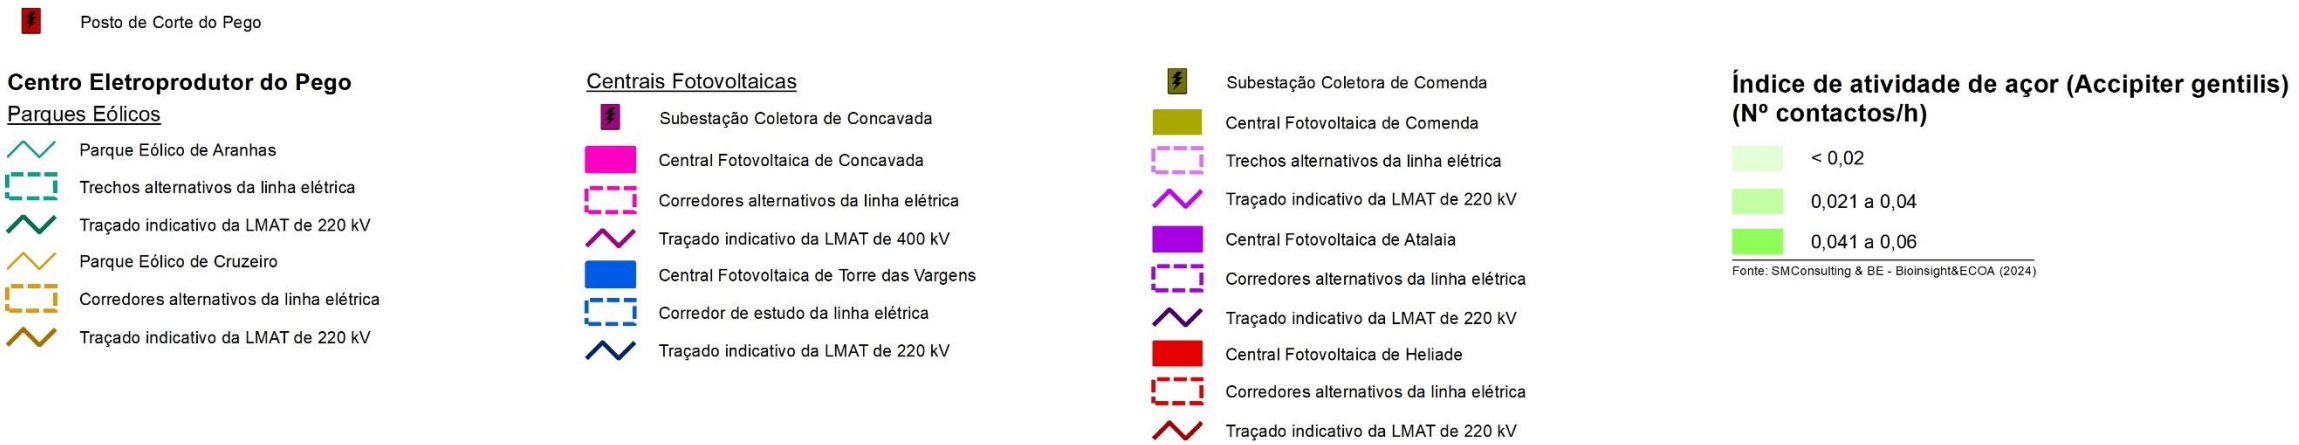 Posto de Corte do Pego
Centro Eletroprodutor do Pego
Parques Eólicos
Parque Eólico de Aranhas
Trechos alternativos da linha elétrica
Traçado indicativo da LMAT de 220 kV
Parque Eólico de Cruzeiro
Corredores alternativos da linha elétrica
Traçado indicativo da LMAT de 220 kV
Centrais Fotovoltaicas
Subestação Coletora de Concavada
Central Fotovoltaica de Concavada
Corredores alternativos da linha elétrica
Traçado indicativo da LMAT de 400 kV
Central Fotovoltaica de Torre das Vargens
Corredor de estudo da linha elétrica
Traçado indicativo da LMAT de 220 kV
Subestação Coletora de Comenda
Central Fotovoltaica de Comenda
Trechos alternativos da linha elétrica
Traçado indicativo da LMAT de 220 kV
Central Fotovoltaica de Atalaia
Corredores alternativos da linha elétrica
Traçado indicativo da LMAT de 220 kV
Central Fotovoltaica de Heliade
Corredores alternativos da linha elétrica
Traçado indicativo da LMAT de 220 kV
Índice de atividade de açor (Accipiter gentilis)
(Nº contactos/h)
< 0,02
0,021 a 0,04
0,041 a 0,06
Fonte: SMConsulting & BE - Bioinsight&ECOA (2024)